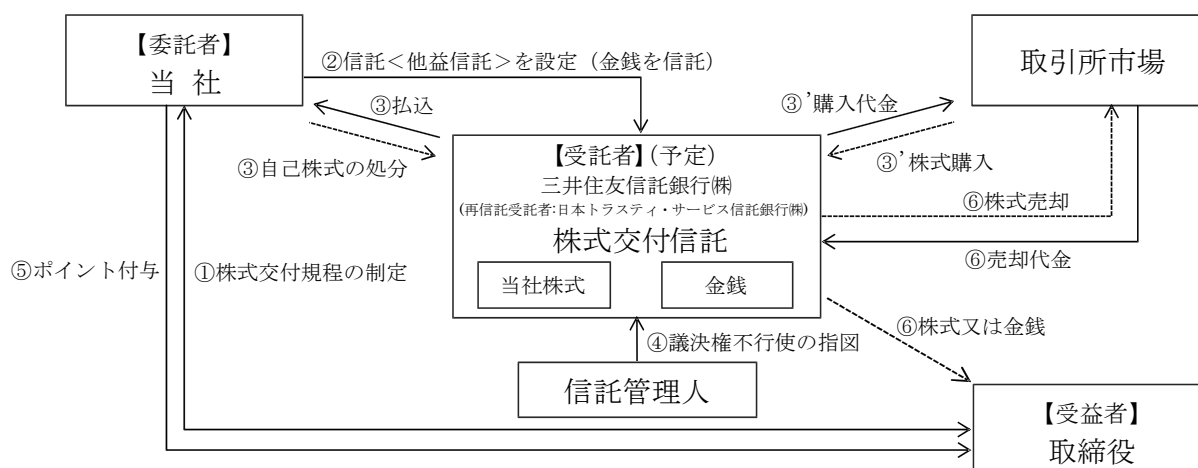 【委託者】
当 社
②信託＜他益信託＞を設定（金銭を信託）
取引所市場
③払込
③’購入代金
③自己株式の処分
【受託者】(予定)
三井住友信託銀行㈱
(再信託受託者:日本トラスティ・サービス信託銀行㈱)
株式交付信託
③’株式購入
⑥株式売却
⑤ポイント付与
①株式交付規程の制定
当社株式
金銭
⑥売却代金
④議決権不行使の指図
⑥株式又は金銭
信託管理人
【受益者】
取締役